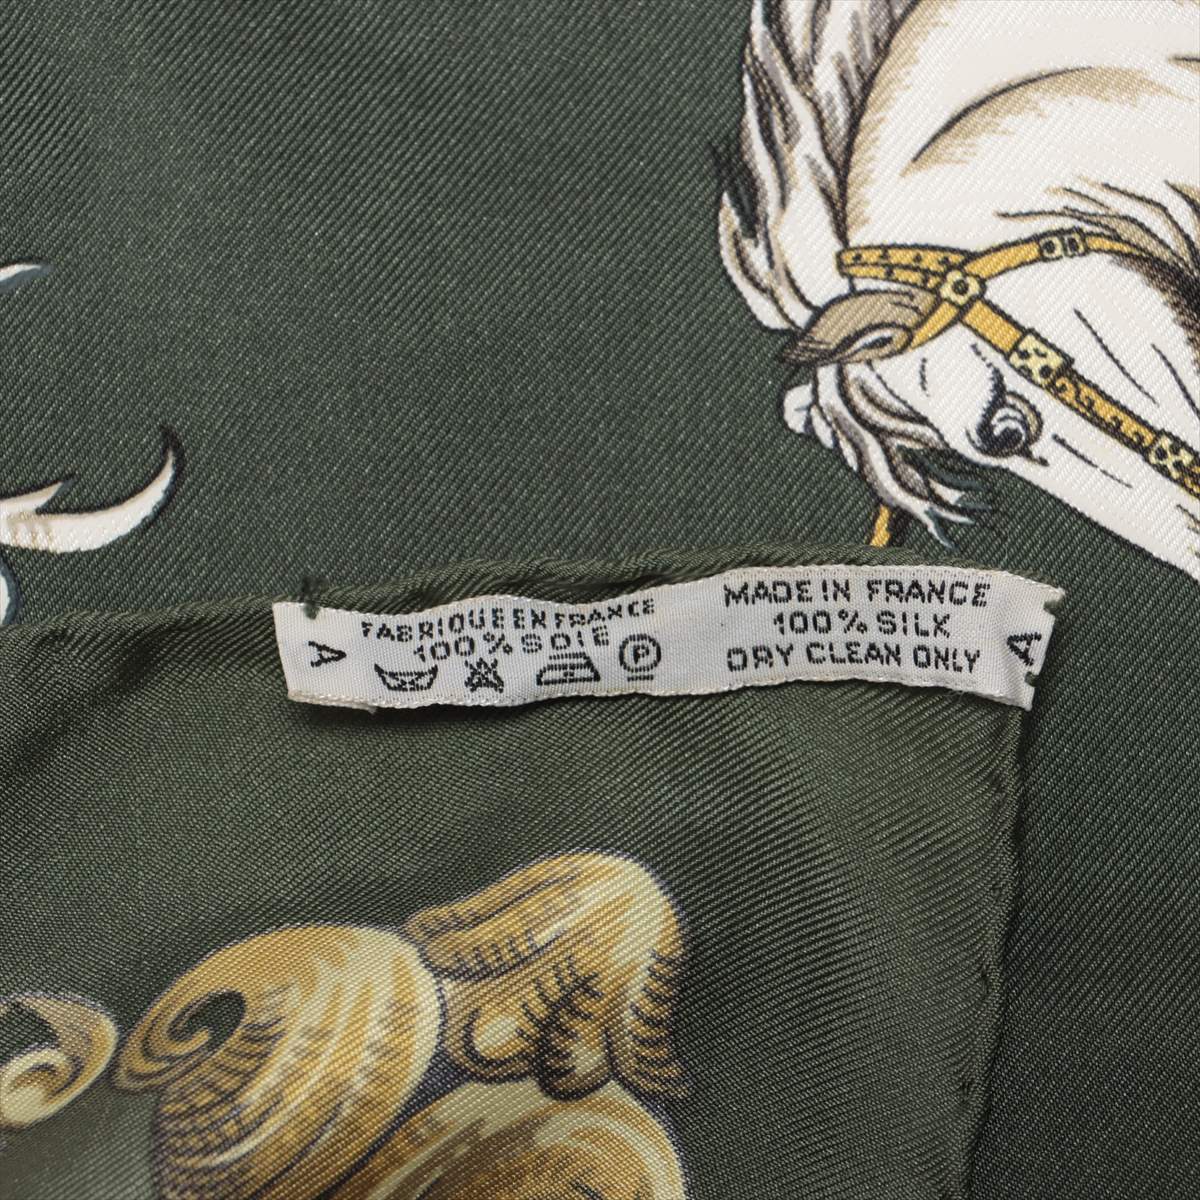 A
FABRIQUE EN FRANCE
100% SOIE
P
MADE IN FRANCE
100% SILK
DRY CLEAN ONLY
A